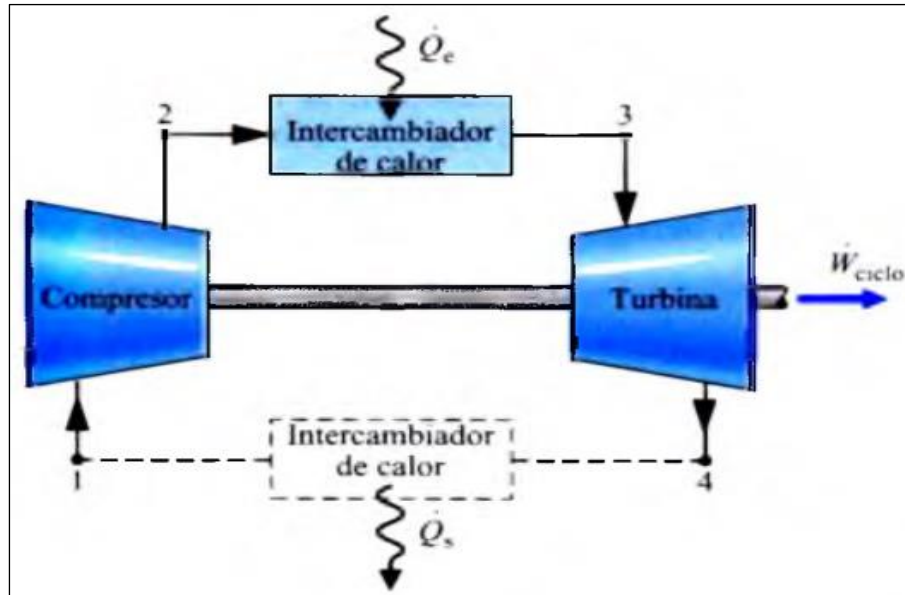 Q̇e
2
Intercambiador
de calor
3
Compresor
Turbina
Ẇciclo
Intercambiador
de calor
1
4
Q̇s